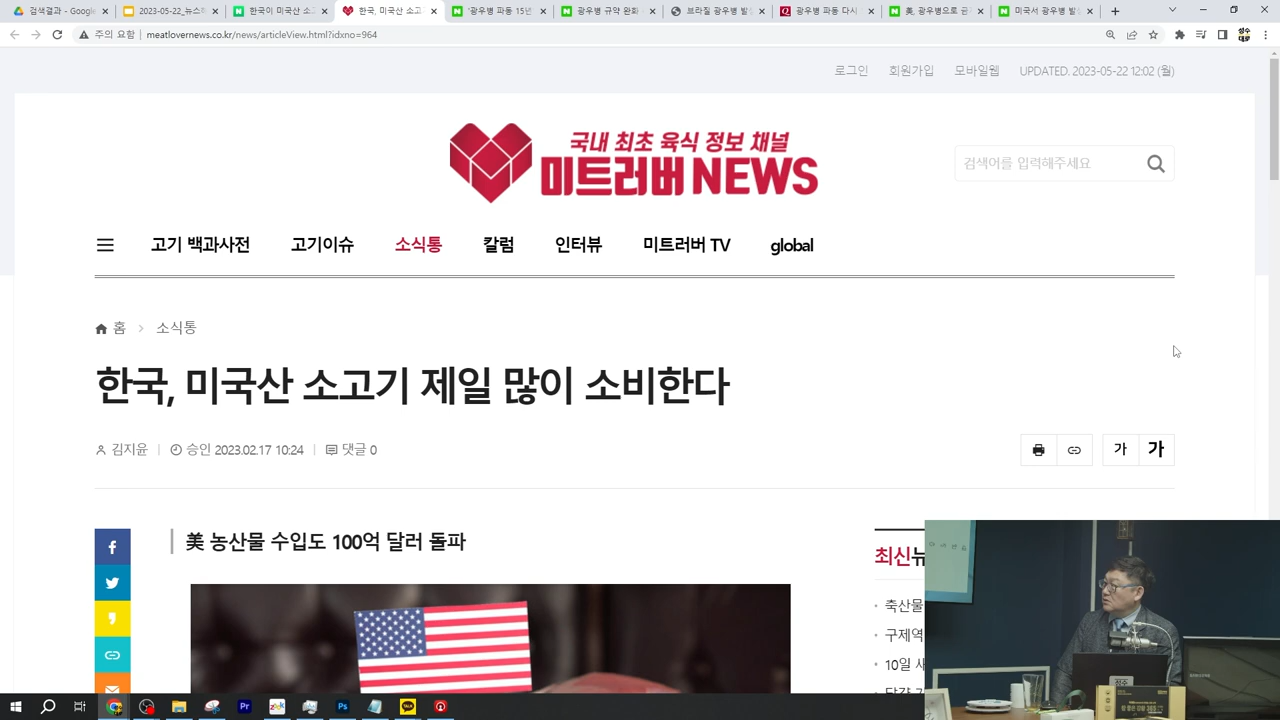 검색결과 - Google
2023-05-22_뉴스
한국이 미국산 소고
한국, 미국산 소고기
'광우병 파동 15년
광우병 규약 완화
브라질 광우병 발
광우병 파동 다시
美, 광우병으로 금
미국서 광우병 발
주의 요함 | meatlovernews.co.kr/news/articleView.html?idxno=964
로그인 회원가입 모바일웹 UPDATED. 2023-05-22 12:02 (월)
국내 최초 육식 정보 채널
미트러버 NEWS
검색어를 입력해주세요
고기 백과사전 고기이슈 소식통 칼럼 인터뷰 미트러버 TV global
홈 > 소식통
한국, 미국산 소고기 제일 많이 소비한다
김지윤 | 승인 2023.02.17 10:24 | 댓글 0
가 가
美 농산물 수입도 100억 달러 돌파
최신뉴
축산물
구제역
10일 새